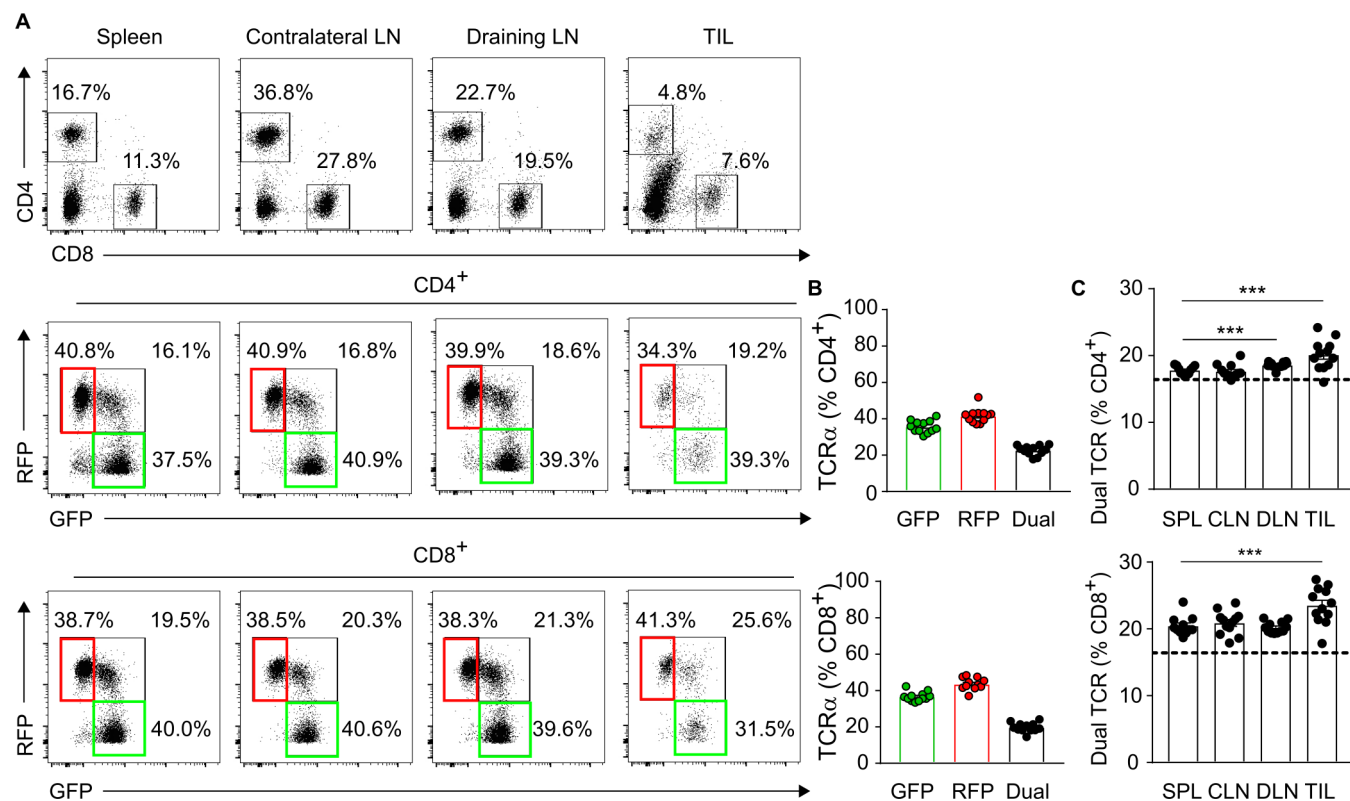 A
Spleen Contralateral LN Draining LN TIL
16.7% 36.8% 22.7% 4.8%
11.3% 27.8% 19.5% 7.6%
CD4
CD8
CD4+
40.8% 16.1% 40.9% 16.8% 39.9% 18.6% 34.3% 19.2%
37.5% 40.9% 39.3% 39.3%
RFP
GFP
CD8+
38.7% 19.5% 38.5% 20.3% 38.3% 21.3% 41.3% 25.6%
40.0% 40.6% 39.6% 31.5%
RFP
GFP
B
TCRα (% CD4+)
100
80
60
40
20
0
GFP RFP Dual
TCRα (% CD8+)
100
80
60
40
20
0
GFP RFP Dual
C
Dual TCR (% CD4+)
30
20
10
0
***
***
SPL CLN DLN TIL
Dual TCR (% CD8+)
30
20
10
0
***
SPL CLN DLN TIL